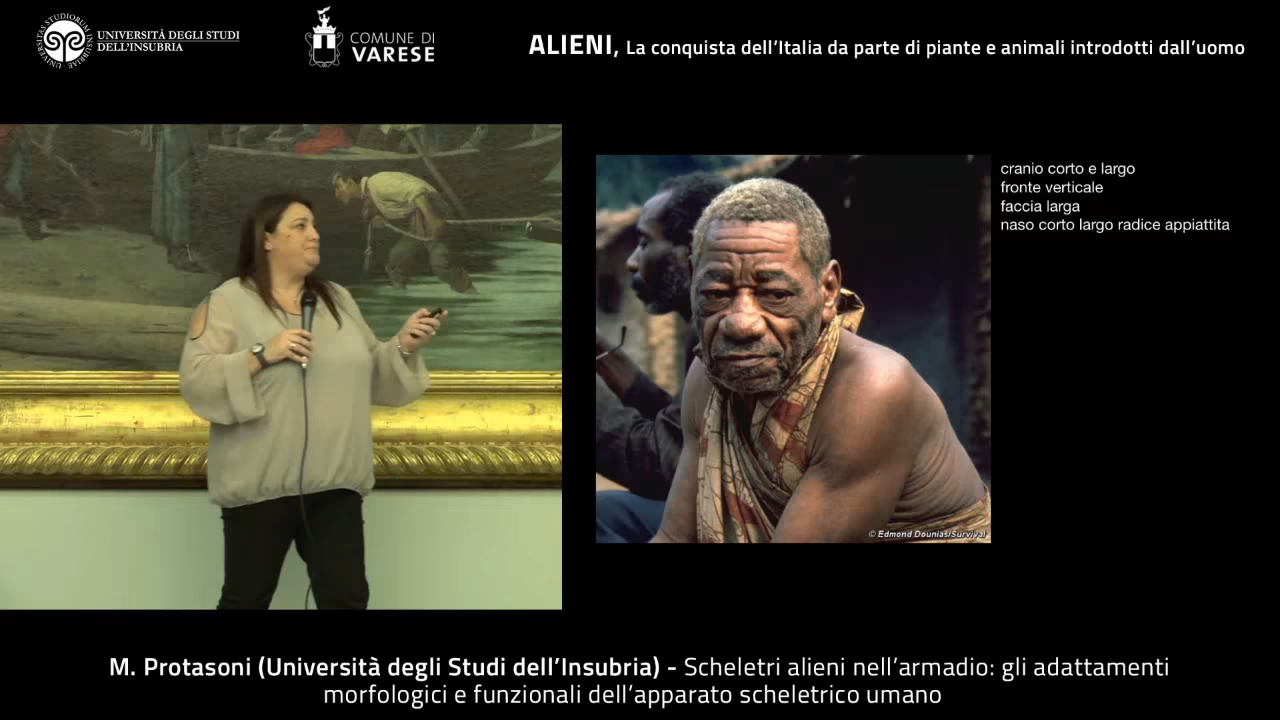 UNIVERSITÀ DEGLI STUDI
DELL'INSUBRIA
COMUNE DI
VARESE
ALIENI, La conquista dell'Italia da parte di piante e animali introdotti dall'uomo
cranio corto e largo
fronte verticale
faccia larga
naso corto largo radice appiattita
© Edmond Dounias/Survival
M. Protasoni (Università degli Studi dell'Insubria) - Scheletri alieni nell'armadio: gli adattamenti
morfologici e funzionali dell'apparato scheletrico umano